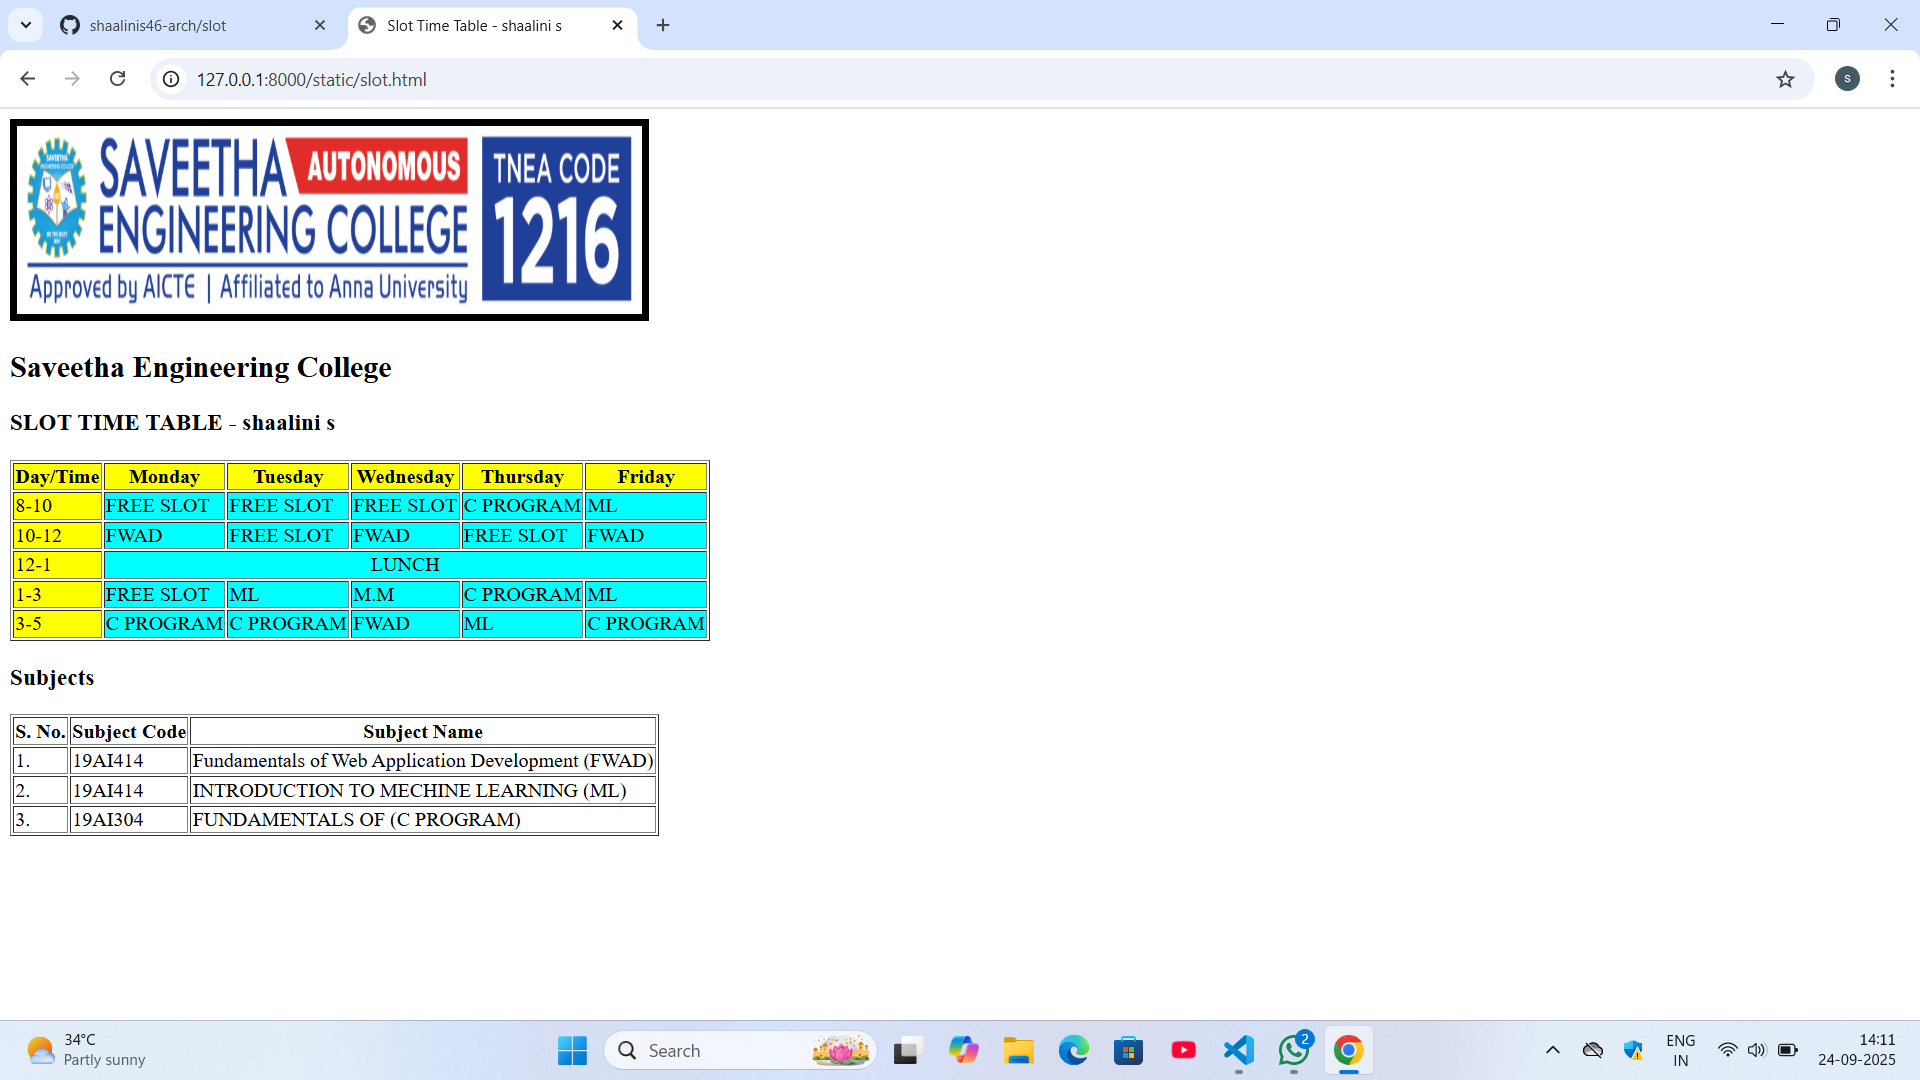 shaalinis46-arch/slot
Slot Time Table - shaalini s
127.0.0.1:8000/static/slot.html
s
SAVEETHA AUTONOMOUS
ENGINEERING COLLEGE
Approved by AICTE | Affiliated to Anna University
TNEA CODE
1216
Saveetha Engineering College
SLOT TIME TABLE - shaalini s
Day/Time Monday Tuesday Wednesday Thursday Friday
8-10 FREE SLOT FREE SLOT FREE SLOT C PROGRAM ML
10-12 FWAD FREE SLOT FWAD FREE SLOT FWAD
12-1 LUNCH
1-3 FREE SLOT ML M.M C PROGRAM ML
3-5 C PROGRAM C PROGRAM FWAD ML C PROGRAM
Subjects
S. No. Subject Code Subject Name
1. 19AI414 Fundamentals of Web Application Development (FWAD)
2. 19AI414 INTRODUCTION TO MECHINE LEARNING (ML)
3. 19AI304 FUNDAMENTALS OF (C PROGRAM)
34°C
Partly sunny
Search
2
ENG
IN
14:11
24-09-2025